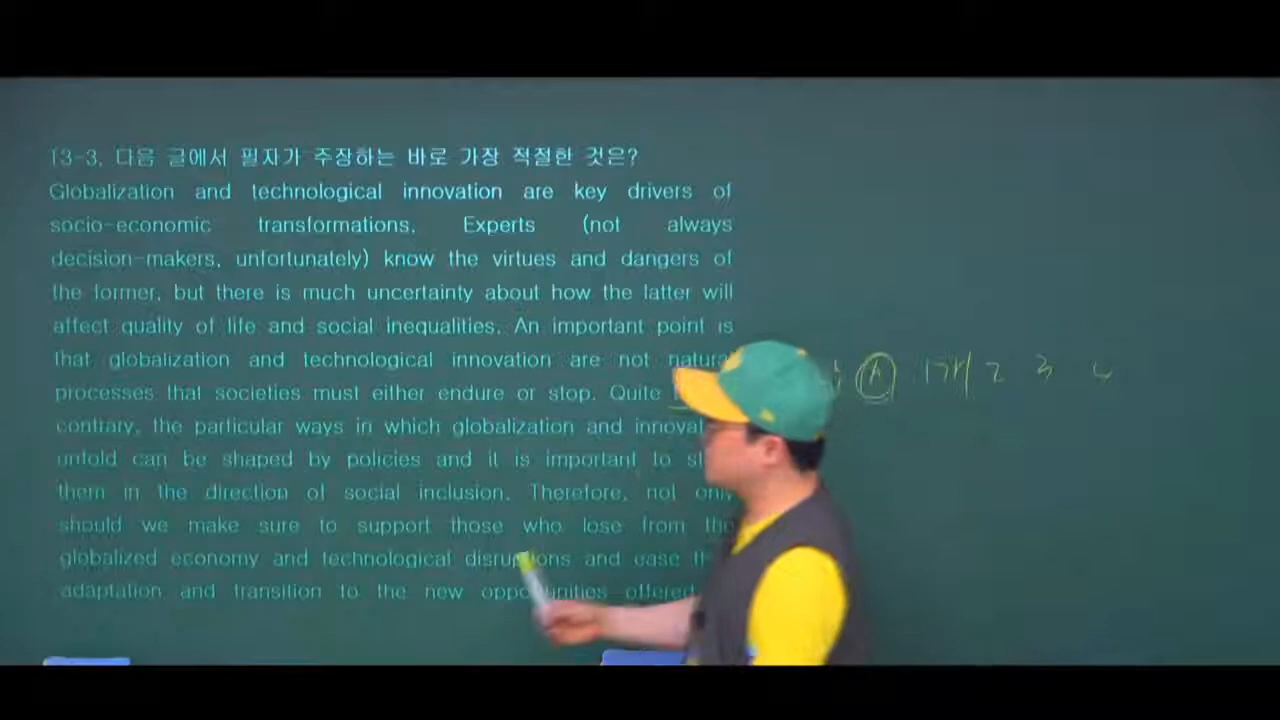 13-3. 다음 글에서 필자가 주장하는 바로 가장 적절한 것은?
Globalization and technological innovation are key drivers of
socio-economic transformations. Experts (not always
decision-makers, unfortunately) know the virtues and dangers of
the former, but there is much uncertainty about how the latter will
affect quality of life and social inequalities. An important point is
that globalization and technological innovation are not
processes that societies must either endure or stop. Quite
contrary, the particular ways in which globalization and
unfold can be shaped by policies and it is important to
them in the direction of social inclusion. Therefore, not only
should we make sure to support those who lose from the
globalized economy and technological disruptions and ease
adaptation and transition to the new opportunities offered
A 1개 2 3 4